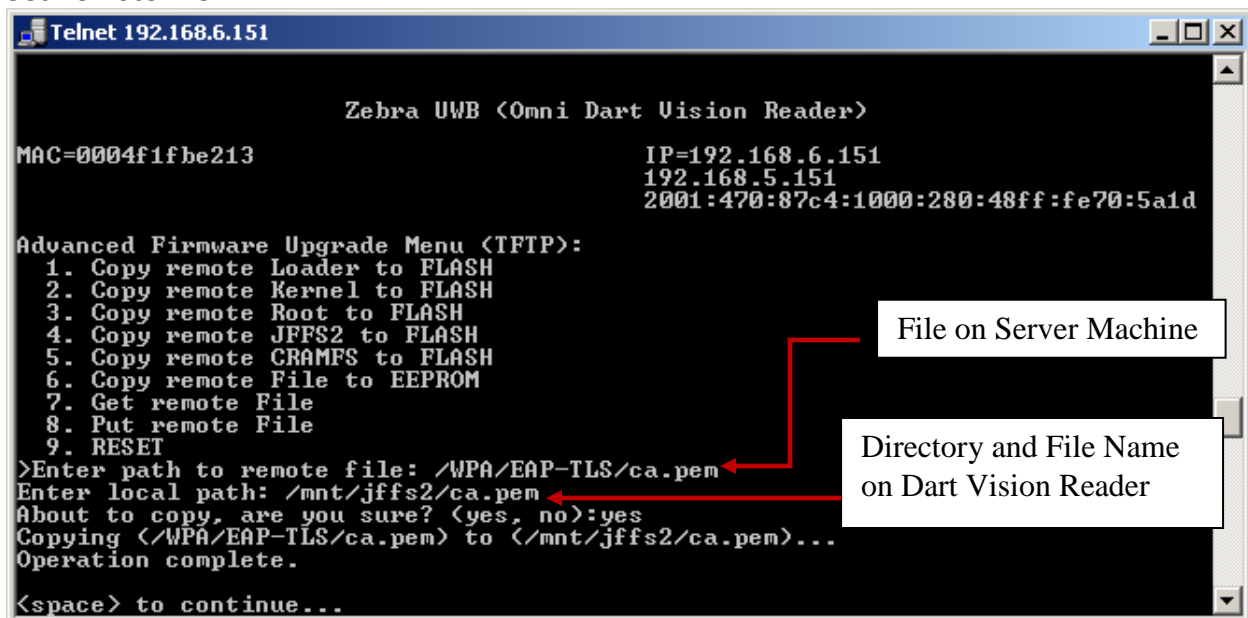 Telnet 192.168.6.151
Zebra UWB (Omni Dart Vision Reader)
MAC=0004f1fbe213 IP=192.168.6.151
192.168.5.151
2001:470:87c4:1000:280:48ff:fe70:5a1d
Advanced Firmware Upgrade Menu (TFTP):
1. Copy remote Loader to FLASH
2. Copy remote Kernel to FLASH
3. Copy remote Root to FLASH
4. Copy remote JFFS2 to FLASH
5. Copy remote CRAMFS to FLASH
6. Copy remote File to EEPROM
7. Get remote File
8. Put remote File
9. RESET
>Enter path to remote file: /WPA/EAP-TLS/ca.pem
Enter local path: /mnt/jffs2/ca.pem
About to copy, are you sure? (yes, no):yes
Copying (/WPA/EAP-TLS/ca.pem) to (/mnt/jffs2/ca.pem)...
Operation complete.
<space> to continue...
File on Server Machine
Directory and File Name
on Dart Vision Reader